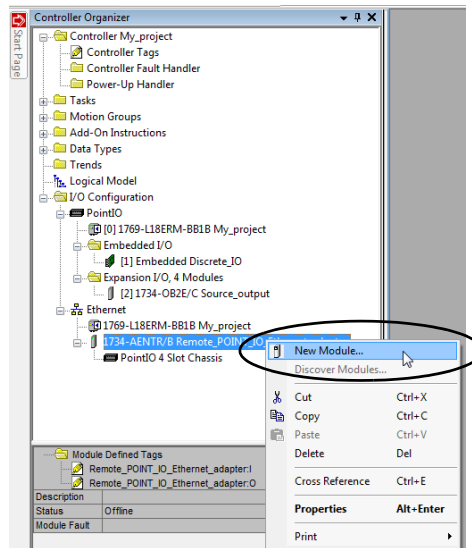 Controller Organizer
Start Page
Controller My_project
Controller Tags
Controller Fault Handler
Power-Up Handler
Tasks
Motion Groups
Add-On Instructions
Data Types
Trends
Logical Model
I/O Configuration
PointIO
[0] 1769-L18ERM-BB1B My_project
Embedded I/O
[1] Embedded Discrete_IO
Expansion I/O, 4 Modules
[2] 1734-OB2E/C Source_output
Ethernet
1769-L18ERM-BB1B My_project
1734-AENTR/B Remote_POINT_IO_
PointIO 4 Slot Chassis
New Module...
Discover Modules...
Cut Ctrl+X
Copy Ctrl+C
Paste Ctrl+V
Delete Del
Cross Reference Ctrl+E
Properties Alt+Enter
Print
Module Defined Tags
Remote_POINT_IO_Ethernet_adapter:I
Remote_POINT_IO_Ethernet_adapter:O
Description
Status Offline
Module Fault